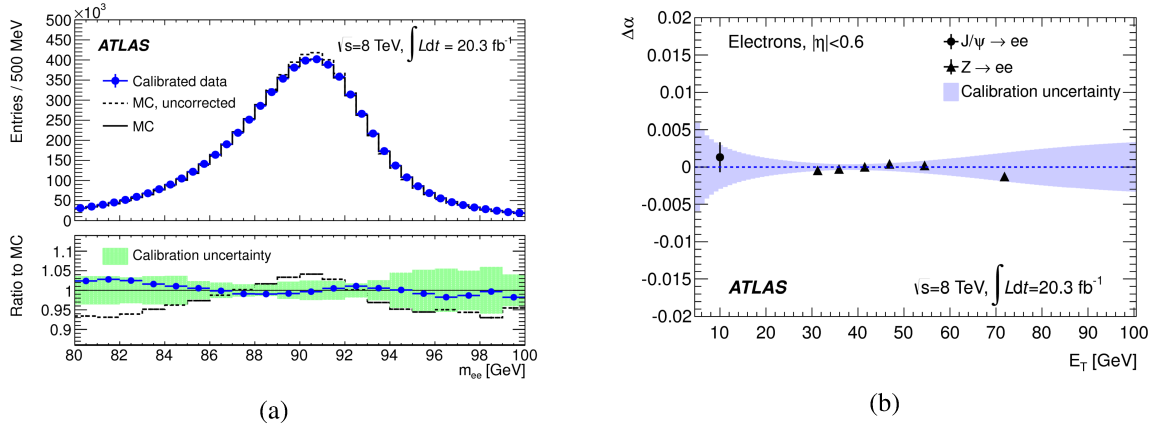 ×10³
500
450
400
350
300
250
200
150
100
50
0
Entries / 500 MeV
ATLAS
√s=8 TeV, ∫ Ldt = 20.3 fb⁻¹
Calibrated data
MC, uncorrected
MC
1.1
1.05
1
0.95
0.9
Ratio to MC
Calibration uncertainty
80 82 84 86 88 90 92 94 96 98 100
m_ee [GeV]
(a)
Δα
0.02
0.015
0.01
0.005
0
-0.005
-0.01
-0.015
-0.02
Electrons, |η|<0.6
J/ψ → ee
Z → ee
Calibration uncertainty
ATLAS
√s=8 TeV, ∫ Ldt=20.3 fb⁻¹
10 20 30 40 50 60 70 80 90 100
E_T [GeV]
(b)